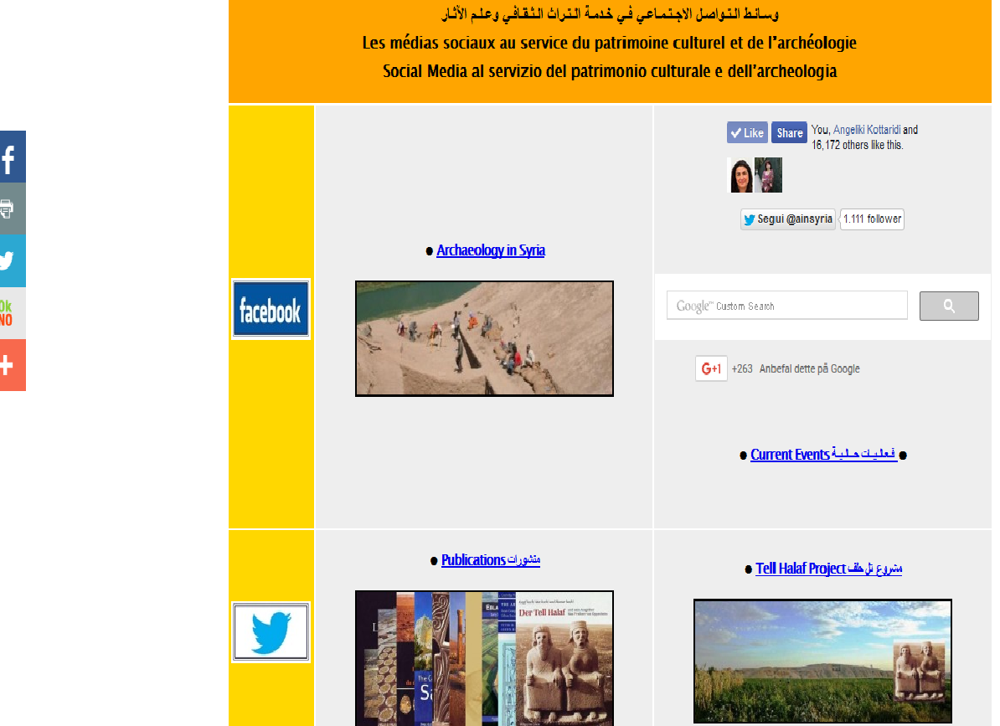 وسائط التواصل الاجتماعي في خدمة التراث الثقافي وعلم الآثار
Les médias sociaux au service du patrimoine culturel et de l’archéologie
Social Media al servizio del patrimonio culturale e dell’archeologia
Like
Share
You, Angeliki Kottaridi and
16,172 others like this.
Segui @ainsyria
1.111 follower
● Archaeology in Syria
facebook
Google™ Custom Search
G+1
+263 Anbefal dette på Google
● Current Events فعليات حلية ●
Ok
NO
● Publications منشورات
● Tell Halaf Project مشروع تل حلف
Der Tell Halaf